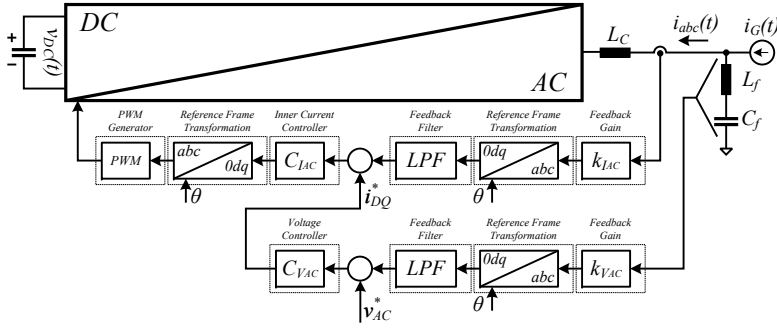 DC
AC
+
-
v_DC(i)
L_C
i_abc(t)
i_G(t)
L_f
C_f
PWM Generator
Reference Frame Transformation
Inner Current Controller
Feedback Filter
Reference Frame Transformation
Feedback Gain
PWM
abc
0dq
C_IAC
LPF
0dq
abc
k_IAC
θ
i*_DQ
θ
Voltage Controller
Feedback Filter
Reference Frame Transformation
Feedback Gain
C_VAC
LPF
0dq
abc
k_VAC
v*_AC
θ